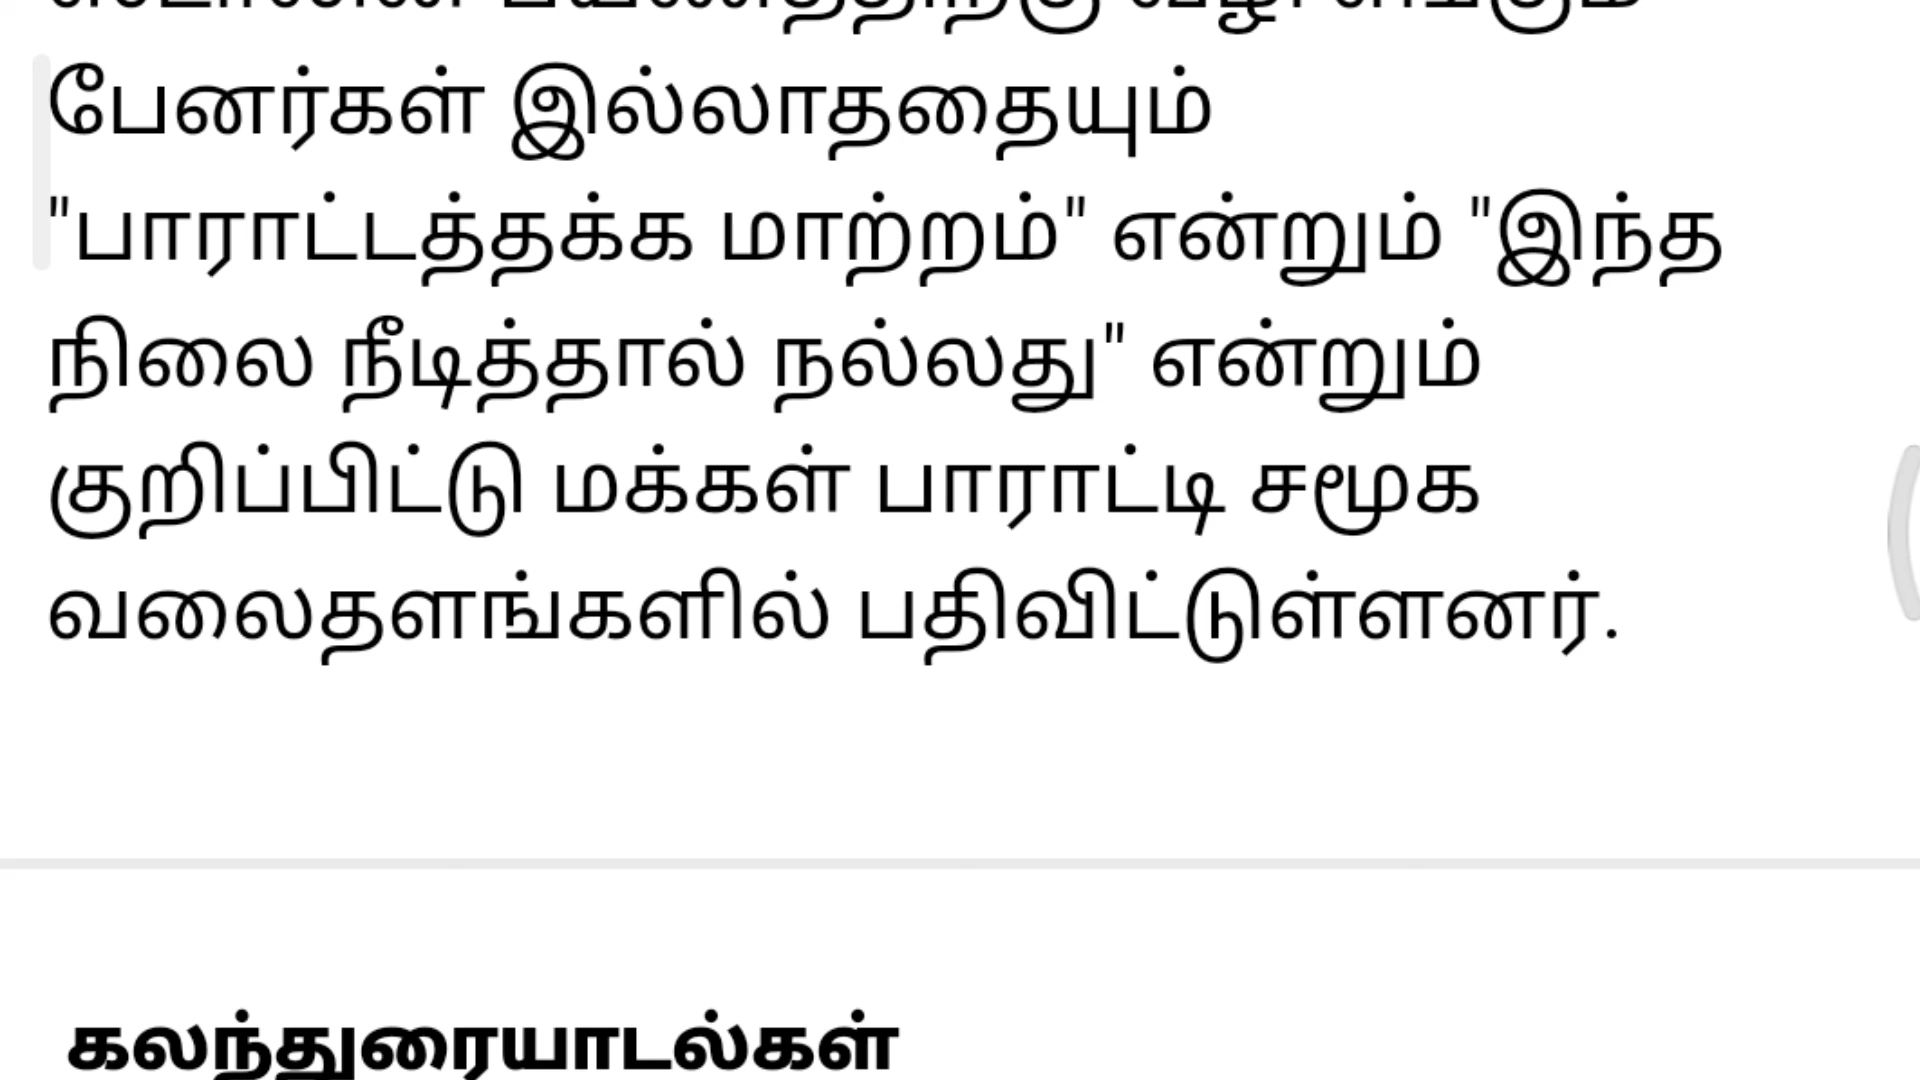 பேனர்கள் இல்லாததையும்
"பாராட்டத்தக்க மாற்றம்" என்றும் "இந்த
நிலை நீடித்தால் நல்லது" என்றும்
குறிப்பிட்டு மக்கள் பாராட்டி சமூக
வலைதளங்களில் பதிவிட்டுள்ளனர்.
கலந்துரையாடல்கள்